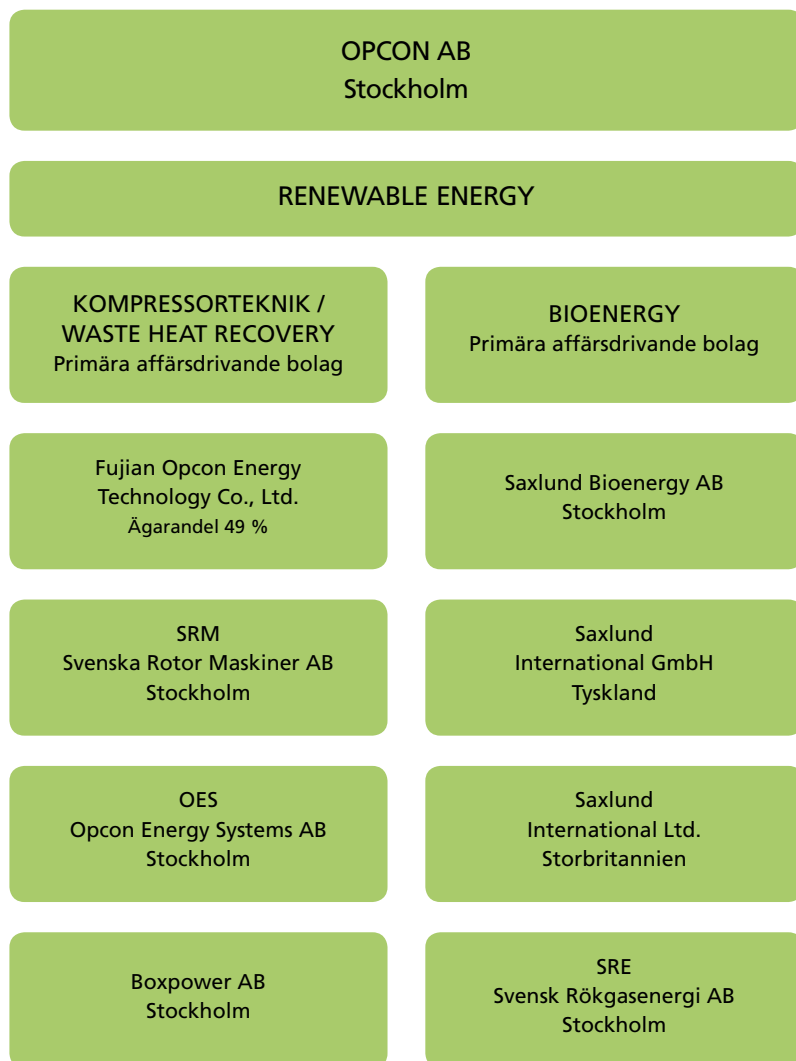 OPCON AB
Stockholm
RENEWABLE ENERGY
KOMPRESSORTEKNIK /
WASTE HEAT RECOVERY
Primära affärsdrivande bolag
BIOENERGY
Primära affärsdrivande bolag
Fujian Opcon Energy
Technology Co., Ltd.
Ägarandel 49 %
Saxlund Bioenergy AB
Stockholm
SRM
Svenska Rotor Maskiner AB
Stockholm
Saxlund
International GmbH
Tyskland
OES
Opcon Energy Systems AB
Stockholm
Saxlund
International Ltd.
Storbritannien
Boxpower AB
Stockholm
SRE
Svensk Rökgasenergi AB
Stockholm